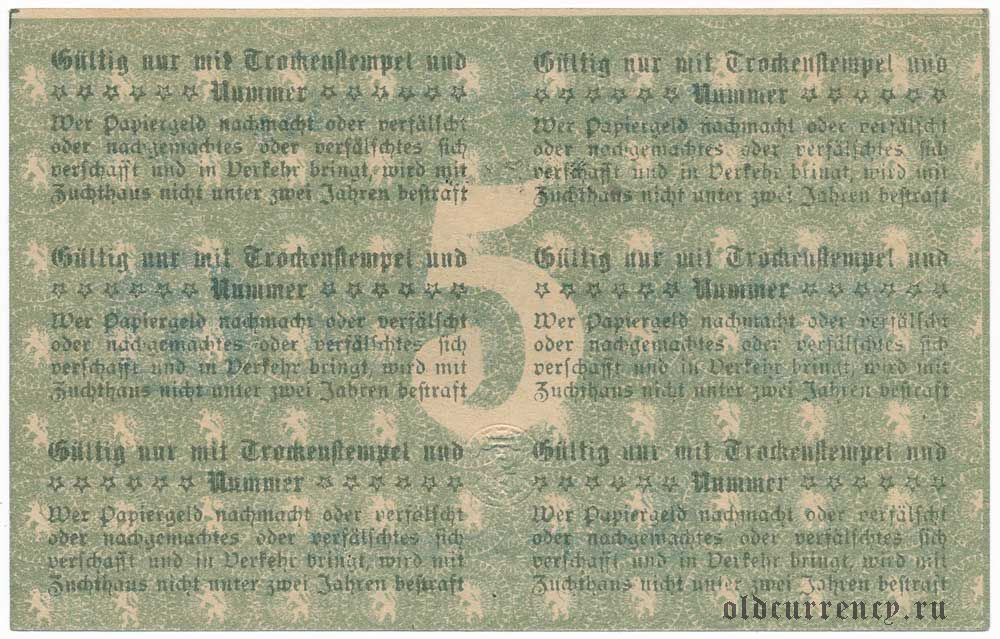 Gültig nur mit Trockenstempel und
☆ ☆ ☆ ☆ ☆ ☆ Nummer ☆ ☆ ☆ ☆ ☆ ☆
Wer Papiergeld nachmacht oder verfälscht
oder nachgemachtes oder verfälschtes sich
verschafft und in Verkehr bringt, wird mit
Zuchthaus nicht unter zwei Jahren bestraft
Gültig nur mit Trockenstempel und
☆ ☆ ☆ ☆ ☆ ☆ Nummer ☆ ☆ ☆ ☆ ☆ ☆
Wer Papiergeld nachmacht oder verfälscht
oder nachgemachtes oder verfälschtes sich
verschafft und in Verkehr bringt, wird mit
Zuchthaus nicht unter zwei Jahren bestraft
5
Gültig nur mit Trockenstempel und
☆ ☆ ☆ ☆ ☆ ☆ Nummer ☆ ☆ ☆ ☆ ☆ ☆
Wer Papiergeld nachmacht oder verfälscht
oder nachgemachtes oder verfälschtes sich
verschafft und in Verkehr bringt, wird mit
Zuchthaus nicht unter zwei Jahren bestraft
Gültig nur mit Trockenstempel und
☆ ☆ ☆ ☆ ☆ ☆ Nummer ☆ ☆ ☆ ☆ ☆ ☆
Wer Papiergeld nachmacht oder verfälscht
oder nachgemachtes oder verfälschtes sich
verschafft und in Verkehr bringt, wird mit
Zuchthaus nicht unter zwei Jahren bestraft
Gültig nur mit Trockenstempel und
☆ ☆ ☆ ☆ ☆ ☆ Nummer ☆ ☆ ☆ ☆ ☆ ☆
Wer Papiergeld nachmacht oder verfälscht
oder nachgemachtes oder verfälschtes sich
verschafft und in Verkehr bringt, wird mit
Zuchthaus nicht unter zwei Jahren bestraft
Gültig nur mit Trockenstempel und
☆ ☆ ☆ ☆ ☆ ☆ Nummer ☆ ☆ ☆ ☆ ☆ ☆
Wer Papiergeld nachmacht oder verfälscht
oder nachgemachtes oder verfälschtes sich
verschafft und in Verkehr bringt, wird mit
Zuchthaus nicht unter zwei Jahren bestraft
oldcurrency.ru